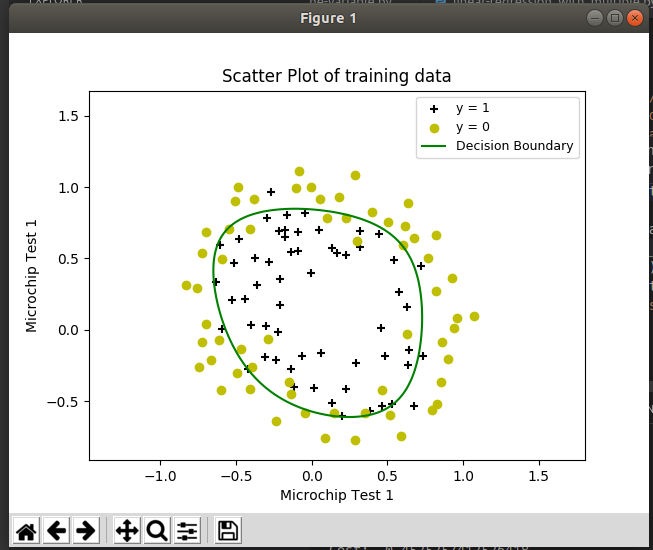 Figure 1
Scatter Plot of training data
y = 1
y = 0
Decision Boundary
Microchip Test 1
1.5
1.0
0.5
0.0
−0.5
−1.0
−0.5
0.0
0.5
1.0
1.5
Microchip Test 1